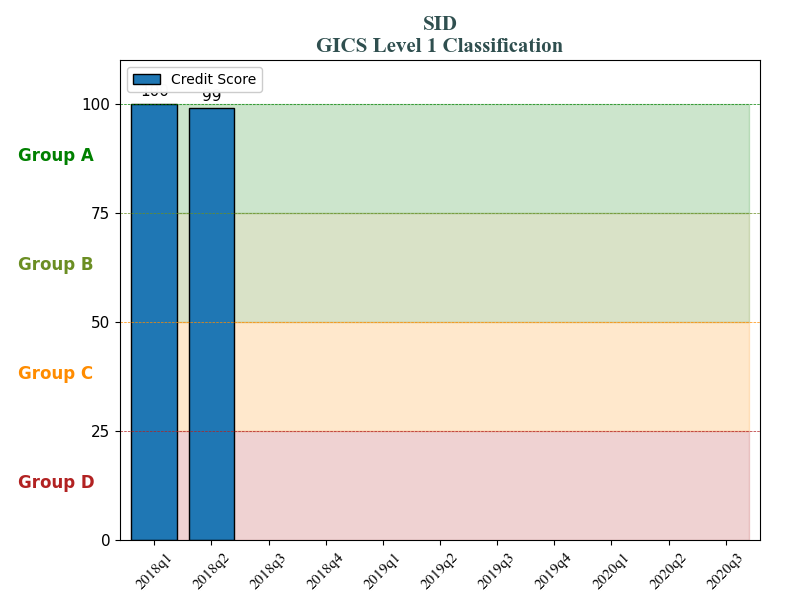 SID
GICS Level 1 Classification
Credit Score
100
99
100
Group A
75
Group B
50
Group C
25
Group D
0
2018q1
2018q2
2018q3
2018q4
2019q1
2019q2
2019q3
2019q4
2020q1
2020q2
2020q3